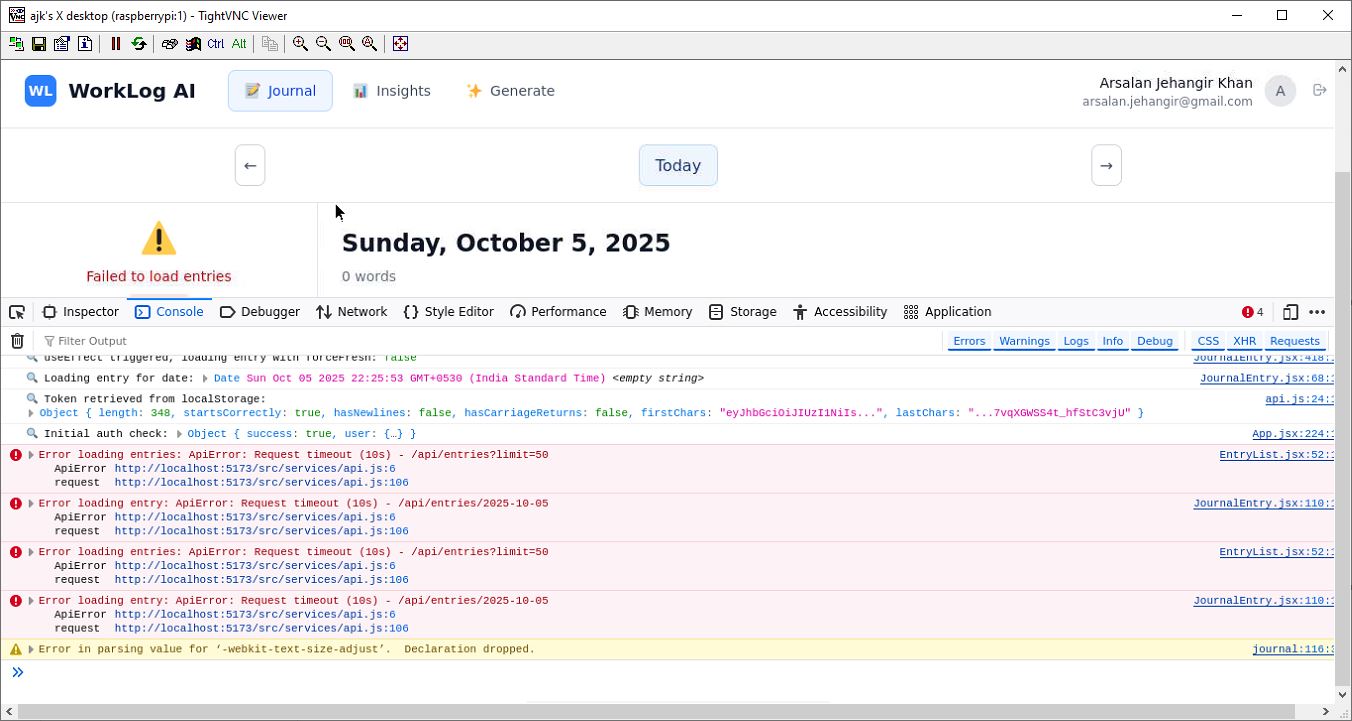 ajk's X desktop (raspberrypi:1) - TightVNC Viewer
Ctrl Alt
WL WorkLog AI Journal Insights Generate Arsalan Jehangir Khan A
arsalan.jehangir@gmail.com
← Today →
Sunday, October 5, 2025
Failed to load entries 0 words
Inspector Console Debugger Network Style Editor Performance Memory Storage Accessibility Application 4
Filter Output Errors Warnings Logs Info Debug CSS XHR Requests
useEffect triggered, loading entry with forceFresh: false JournalEntry.jsx:418:
Loading entry for date: Date Sun Oct 05 2025 22:25:53 GMT+0530 (India Standard Time) <empty string> JournalEntry.jsx:68:
Token retrieved from localStorage: api.js:24:
Object { length: 348, startsCorrectly: true, hasNewlines: false, hasCarriageReturns: false, firstChars: "eyJhbGciOiJIUzI1NiIs...", lastChars: "...7vqXGWSS4t_hfStC3vjU" }
Initial auth check: Object { success: true, user: {…} } App.jsx:224:
Error loading entries: ApiError: Request timeout (10s) - /api/entries?limit=50 EntryList.jsx:52:
ApiError http://localhost:5173/src/services/api.js:6
request http://localhost:5173/src/services/api.js:106
Error loading entry: ApiError: Request timeout (10s) - /api/entries/2025-10-05 JournalEntry.jsx:110:
ApiError http://localhost:5173/src/services/api.js:6
request http://localhost:5173/src/services/api.js:106
Error loading entries: ApiError: Request timeout (10s) - /api/entries?limit=50 EntryList.jsx:52:
ApiError http://localhost:5173/src/services/api.js:6
request http://localhost:5173/src/services/api.js:106
Error loading entry: ApiError: Request timeout (10s) - /api/entries/2025-10-05 JournalEntry.jsx:110:
ApiError http://localhost:5173/src/services/api.js:6
request http://localhost:5173/src/services/api.js:106
Error in parsing value for ‘-webkit-text-size-adjust’. Declaration dropped. journal:116: